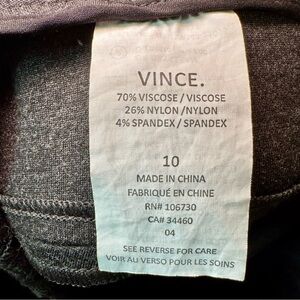 VINCE.
70% VISCOSE / VISCOSE
26% NYLON /NYLON
4% SPANDEX / SPANDEX
10
MADE IN CHINA
FABRIQUÉ EN CHINE
RN# 106730
CA# 34460
04
SEE REVERSE FOR CARE
VOIR AU VERSO POUR LES SOINS